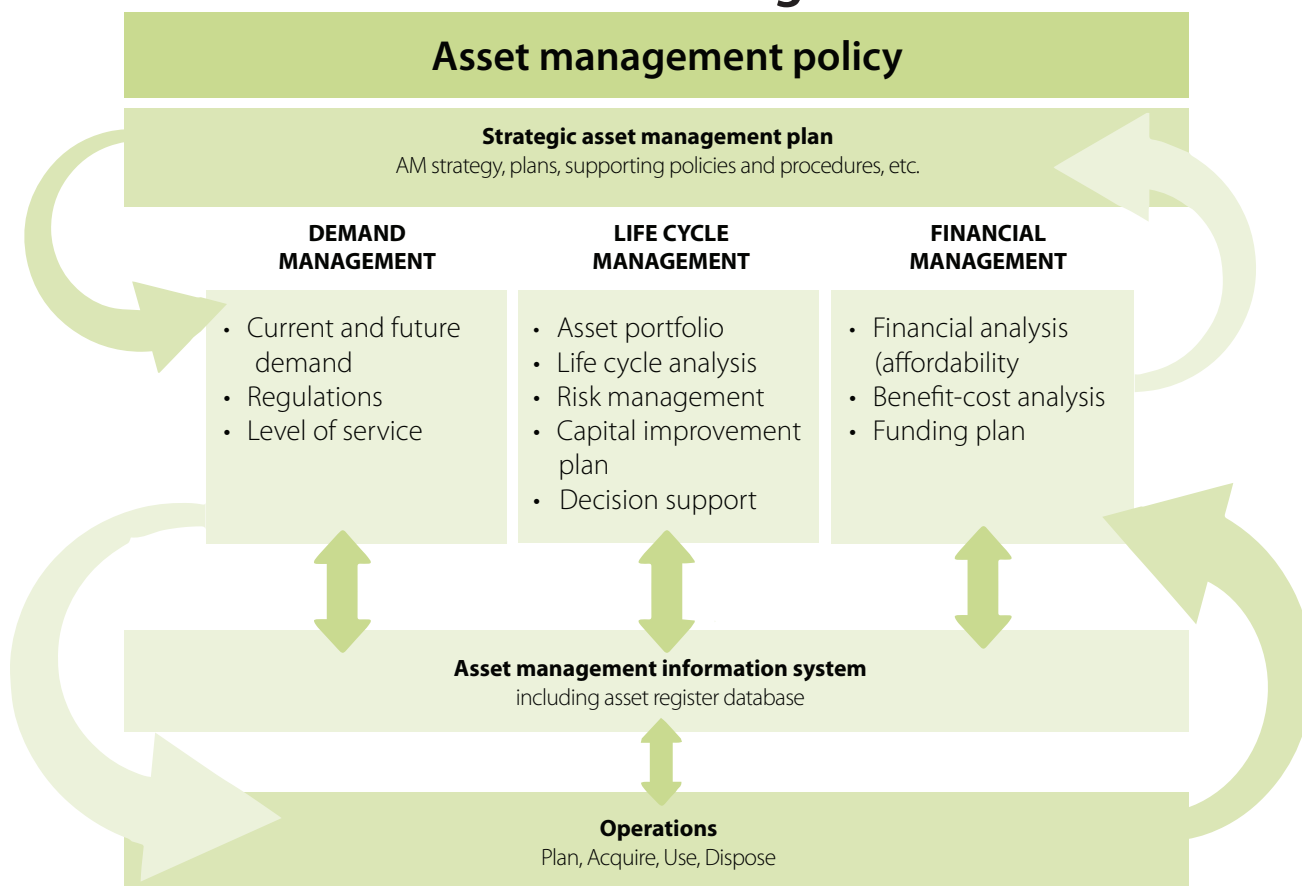 Asset management policy
Strategic asset management plan
AM strategy, plans, supporting policies and procedures, etc.
DEMAND
MANAGEMENT
• Current and future
demand
• Regulations
• Level of service
LIFE CYCLE
MANAGEMENT
• Asset portfolio
• Life cycle analysis
• Risk management
• Capital improvement
plan
• Decision support
FINANCIAL
MANAGEMENT
• Financial analysis
(affordability
• Benefit-cost analysis
• Funding plan
Asset management information system
including asset register database
Operations
Plan, Acquire, Use, Dispose